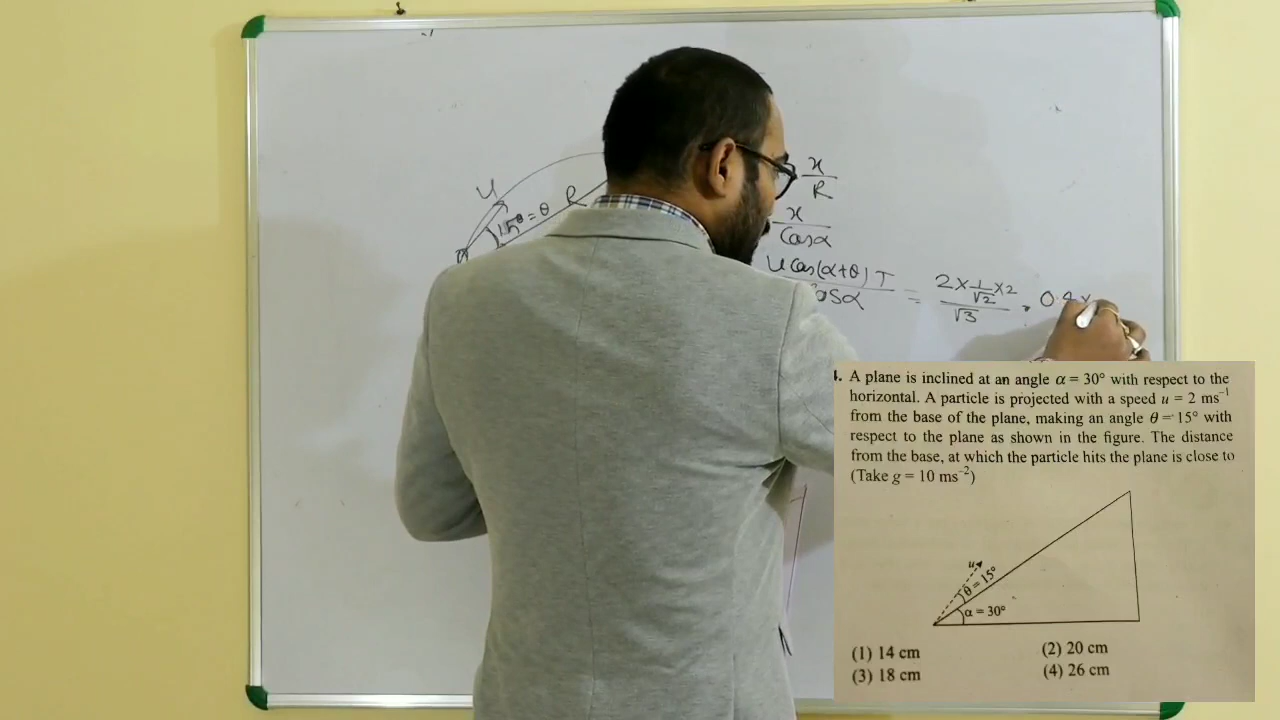 u
15° = θ R
x
R
x
cosα
u cos(α+θ) T
cosα
= 2 × 1/√2 × 2
√3
0.4 ×
4. A plane is inclined at an angle α = 30° with respect to the
horizontal. A particle is projected with a speed u = 2 ms⁻¹
from the base of the plane, making an angle θ = 15° with
respect to the plane as shown in the figure. The distance
from the base, at which the particle hits the plane is close to
(Take g = 10 ms⁻²)
u
θ = 15°
α = 30°
(1) 14 cm (2) 20 cm
(3) 18 cm (4) 26 cm